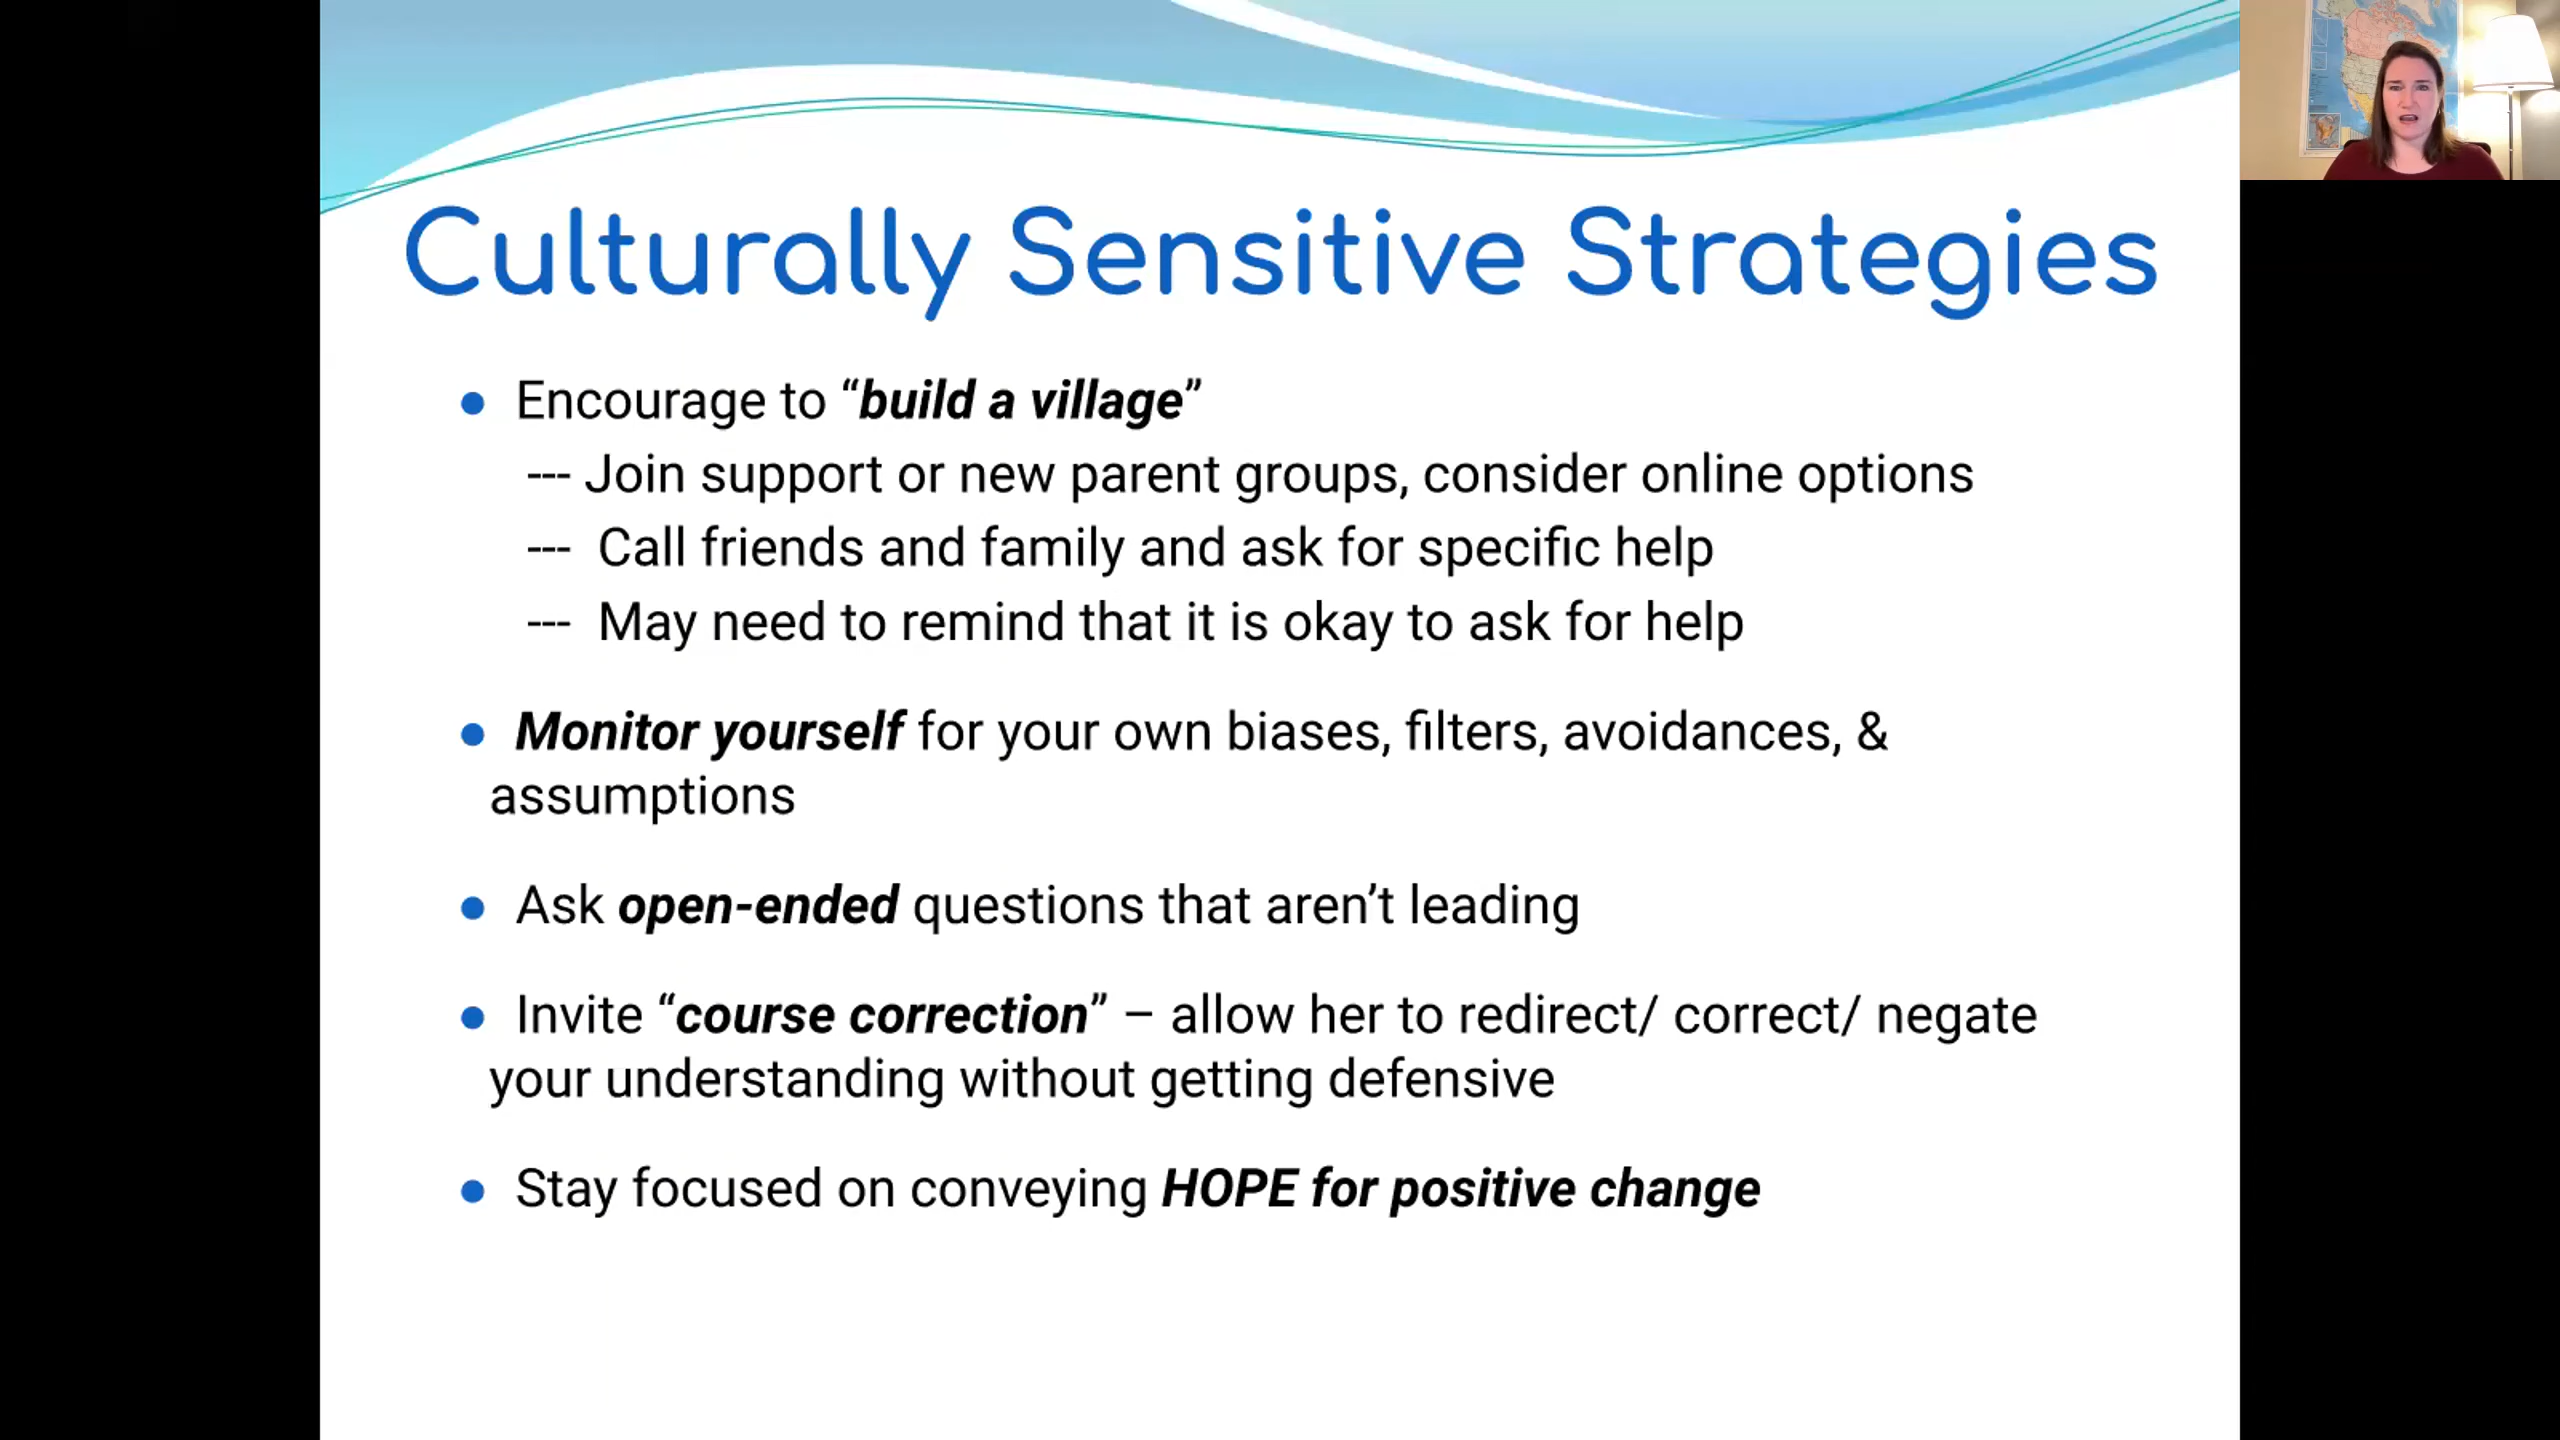 Culturally Sensitive Strategies
● Encourage to “build a village”
--- Join support or new parent groups, consider online options
--- Call friends and family and ask for specific help
--- May need to remind that it is okay to ask for help
● Monitor yourself for your own biases, filters, avoidances, &
assumptions
● Ask open-ended questions that aren’t leading
● Invite “course correction” – allow her to redirect/ correct/ negate
your understanding without getting defensive
● Stay focused on conveying HOPE for positive change